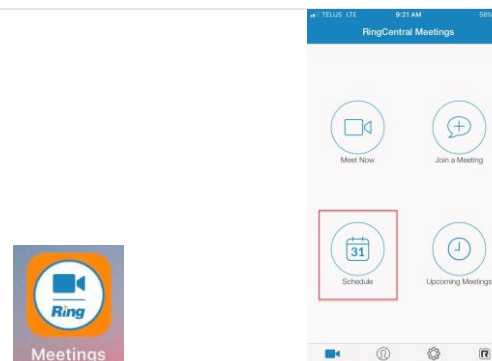 TELUS LTE 9:21 AM 58%
RingCentral Meetings
Meet Now
Join a Meeting
31
Schedule
Upcoming Meetings
Ring
Meetings